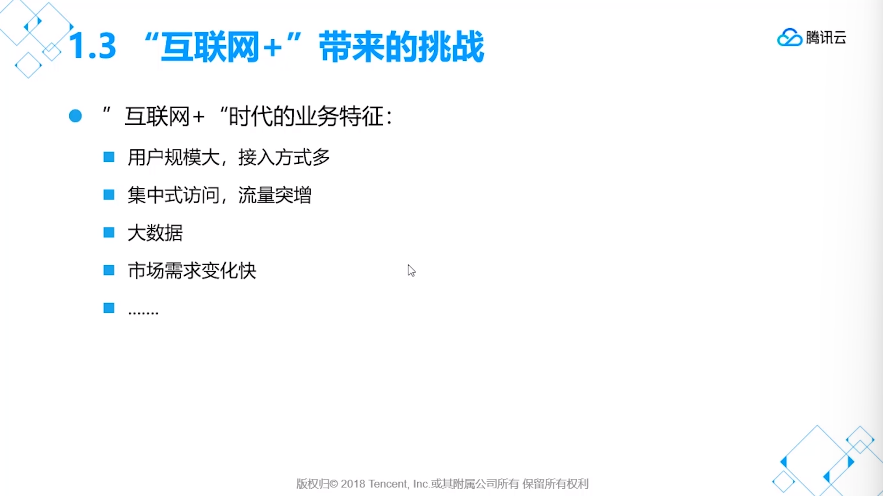 1.3 “互联网+”带来的挑战
腾讯云
”互联网+“时代的业务特征：
用户规模大，接入方式多
集中式访问，流量突增
大数据
市场需求变化快
.......
版权归© 2018 Tencent, Inc.或其附属公司所有 保留所有权利